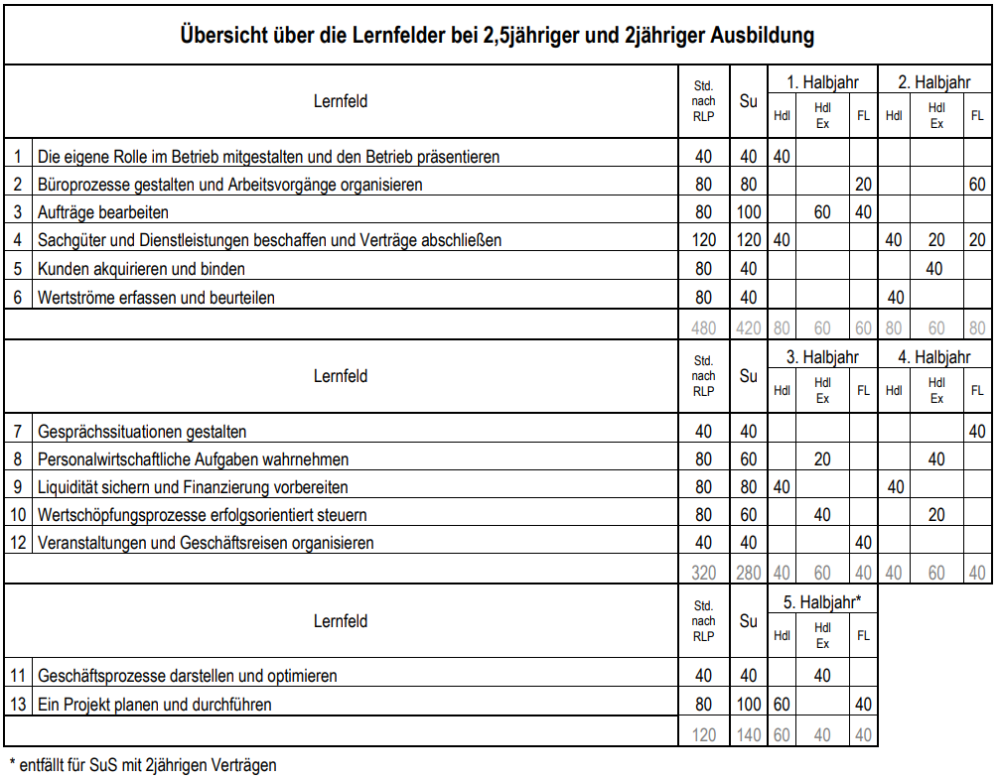 Übersicht über die Lernfelder bei 2,5jähriger und 2jähriger Ausbildung
Lernfeld Std. nach RLP Su 1. Halbjahr 2. Halbjahr
Hdl Hdl Ex FL Hdl Hdl Ex FL
1 Die eigene Rolle im Betrieb mitgestalten und den Betrieb präsentieren 40 40 40
2 Büroprozesse gestalten und Arbeitsvorgänge organisieren 80 80 20 60
3 Aufträge bearbeiten 80 100 60 40
4 Sachgüter und Dienstleistungen beschaffen und Verträge abschließen 120 120 40 40 20 20
5 Kunden akquirieren und binden 80 40 40
6 Wertströme erfassen und beurteilen 80 40 40
480 420 80 60 60 80 60 80
Lernfeld Std. nach RLP Su 3. Halbjahr 4. Halbjahr
Hdl Hdl Ex FL Hdl Hdl Ex FL
7 Gesprächssituationen gestalten 40 40 40
8 Personalwirtschaftliche Aufgaben wahrnehmen 80 60 20 40
9 Liquidität sichern und Finanzierung vorbereiten 80 80 40 40
10 Wertschöpfungsprozesse erfolgsorientiert steuern 80 60 40 20
12 Veranstaltungen und Geschäftsreisen organisieren 40 40 40
320 280 40 60 40 40 60 40
Lernfeld Std. nach RLP Su 5. Halbjahr*
Hdl Hdl Ex FL
11 Geschäftsprozesse darstellen und optimieren 40 40 40
13 Ein Projekt planen und durchführen 80 100 60 40
120 140 60 40 40
* entfällt für SuS mit 2jährigen Verträgen